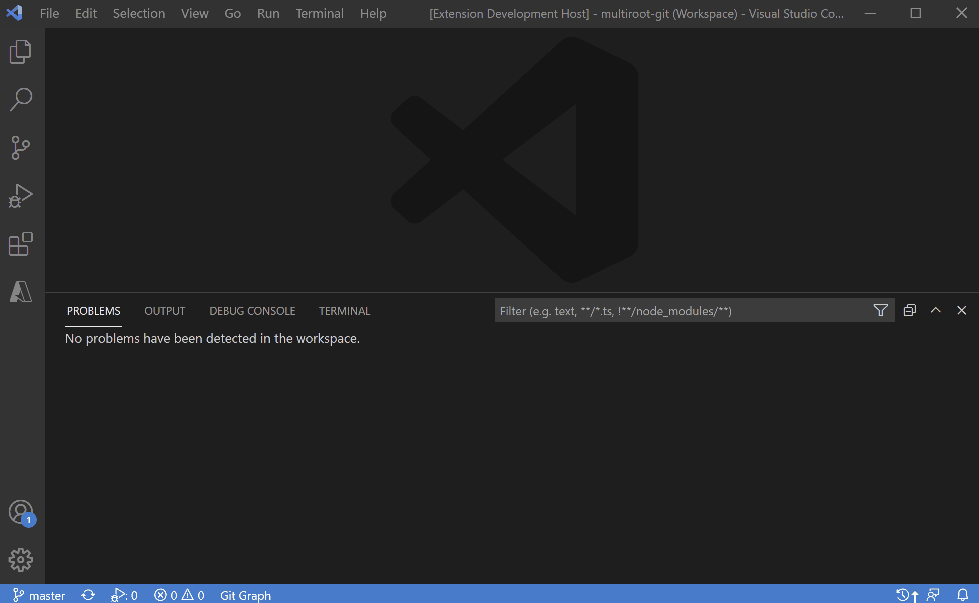 File Edit Selection View Go Run Terminal Help [Extension Development Host] - multiroot-git (Workspace) - Visual Studio Co...
PROBLEMS OUTPUT DEBUG CONSOLE TERMINAL Filter (e.g. text, **/*.ts, !**/node_modules/**)
No problems have been detected in the workspace.
1
master : 0 0 0 Git Graph